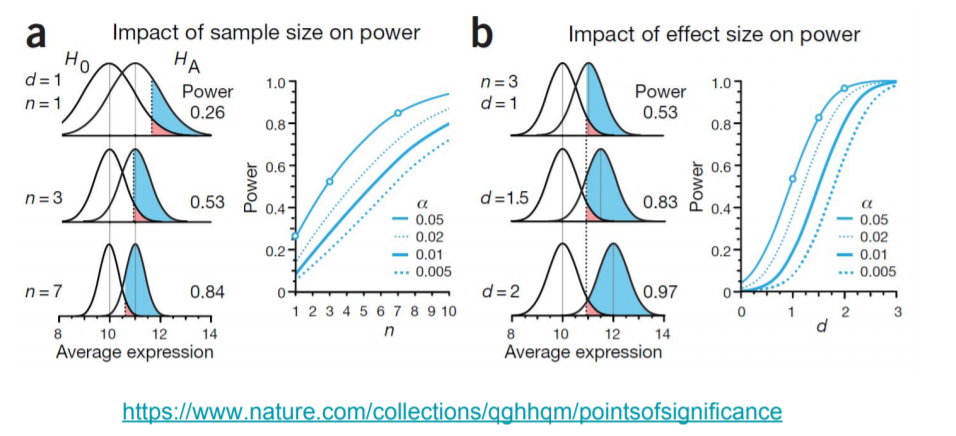 a Impact of sample size on power
H0 HA
d = 1
n = 1
Power
0.26
n = 3
0.53
n = 7
0.84
8 10 12 14
Average expression
1.0
0.8
0.6
0.4
0.2
0
Power
α
0.05
0.02
0.01
0.005
1 2 3 4 5 6 7 8 9 10
n
b Impact of effect size on power
n = 3
d = 1
Power
0.53
d = 1.5
0.83
d = 2
0.97
8 10 12 14
Average expression
1.0
0.8
0.6
0.4
0.2
0
Power
α
0.05
0.02
0.01
0.005
0 1 2 3
d
https://www.nature.com/collections/qghhqm/pointsofsignificance